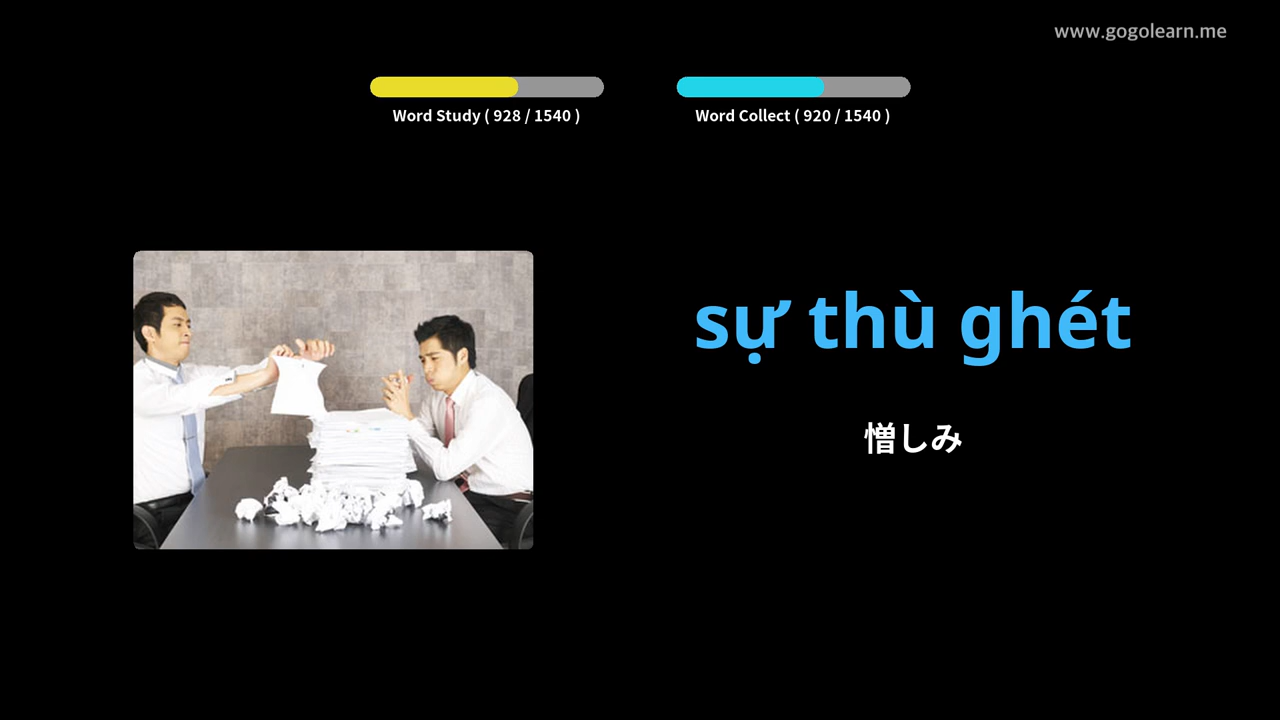 www.gogolearn.me
Word Study ( 928 / 1540 )
Word Collect ( 920 / 1540 )
sự thù ghét
憎しみ